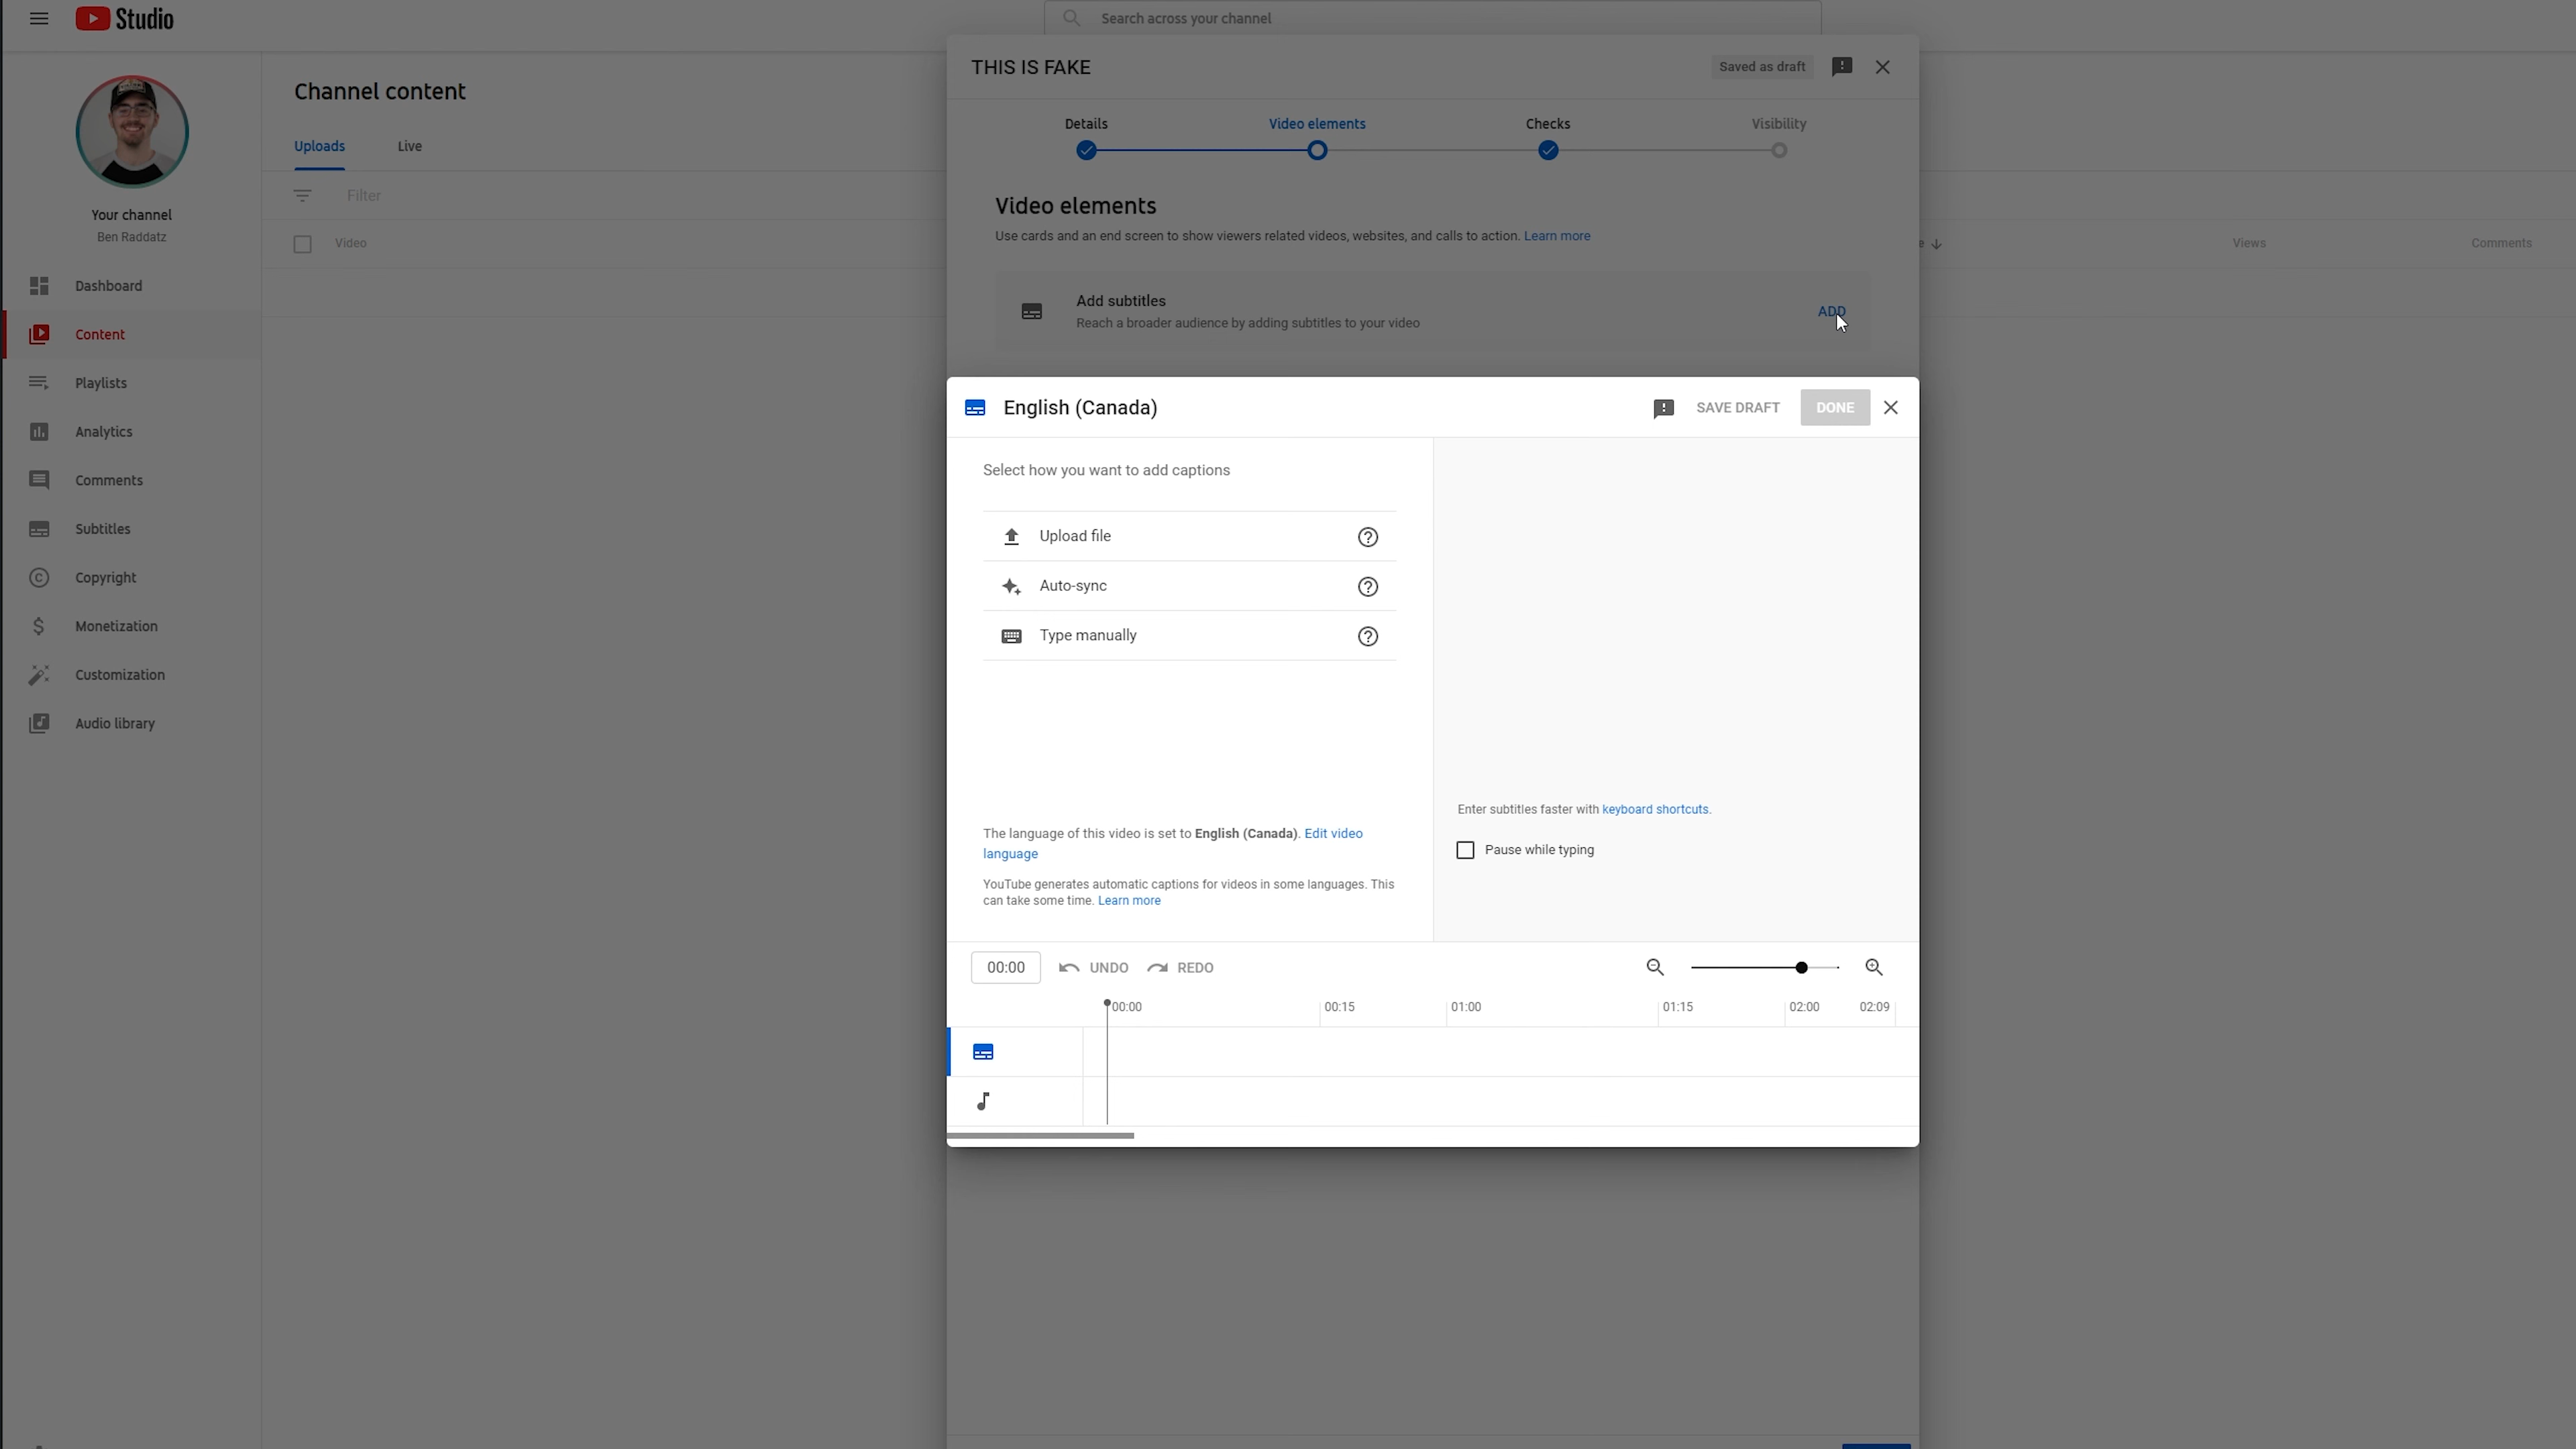 Studio
Search across your channel
THIS IS FAKE
Saved as draft
Channel content
Details
Video elements
Checks
Visibility
Uploads
Live
Filter
Video elements
Your channel
Ben Raddatz
Use cards and an end screen to show viewers related videos, websites, and calls to action. Learn more
Video
e
Views
Comments
Dashboard
Add subtitles
Reach a broader audience by adding subtitles to your video
ADD
Content
Playlists
Analytics
Comments
Subtitles
Copyright
Monetization
Customization
Audio library
English (Canada)
SAVE DRAFT
DONE
Select how you want to add captions
Upload file
Auto-sync
Type manually
The language of this video is set to English (Canada). Edit video
language
YouTube generates automatic captions for videos in some languages. This
can take some time. Learn more
Enter subtitles faster with keyboard shortcuts.
Pause while typing
00:00
UNDO
REDO
00:00
00:15
01:00
01:15
02:00
02:09